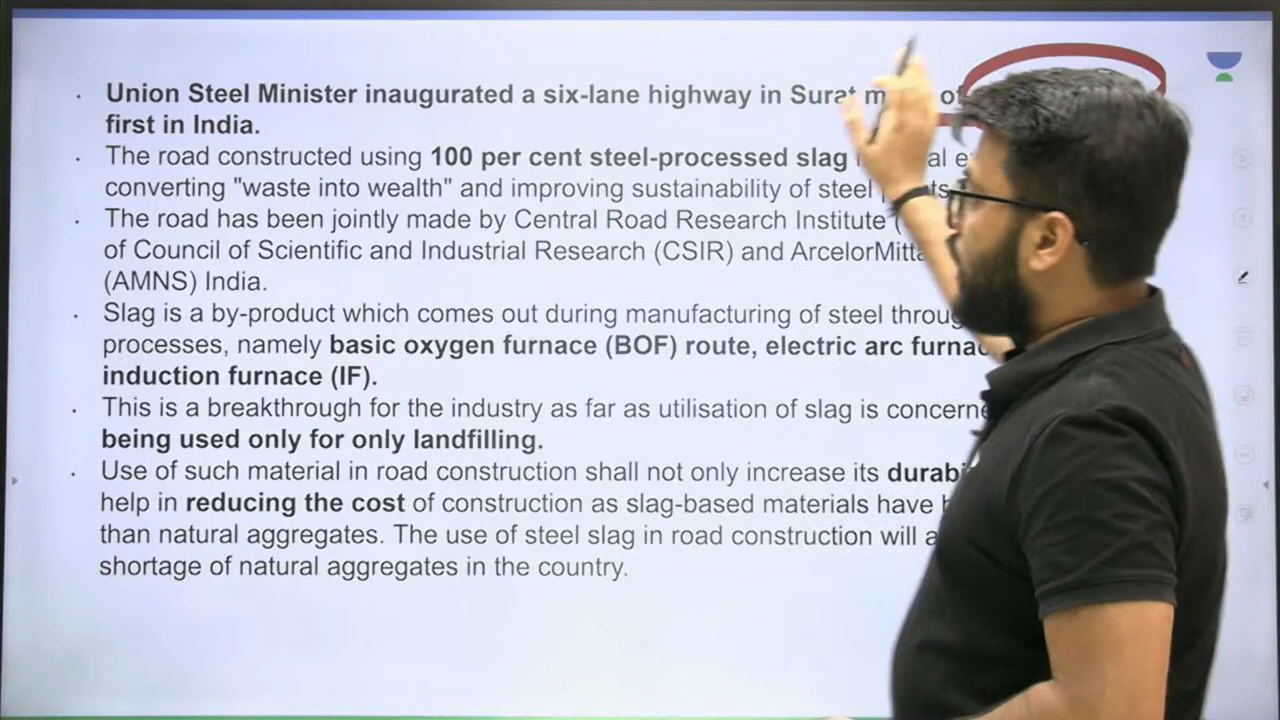 Union Steel Minister inaugurated a six-lane highway in Surat of
first in India.
The road constructed using 100 per cent steel-processed slag
converting "waste into wealth" and improving sustainability of steel
The road has been jointly made by Central Road Research Institute
of Council of Scientific and Industrial Research (CSIR) and
(AMNS) India.
Slag is a by-product which comes out during manufacturing of steel
processes, namely basic oxygen furnace (BOF) route, electric arc
induction furnace (IF).
This is a breakthrough for the industry as far as utilisation of slag is
being used only for only landfilling.
Use of such material in road construction shall not only increase its
help in reducing the cost of construction as slag-based materials have
than natural aggregates. The use of steel slag in road construction will
shortage of natural aggregates in the country.